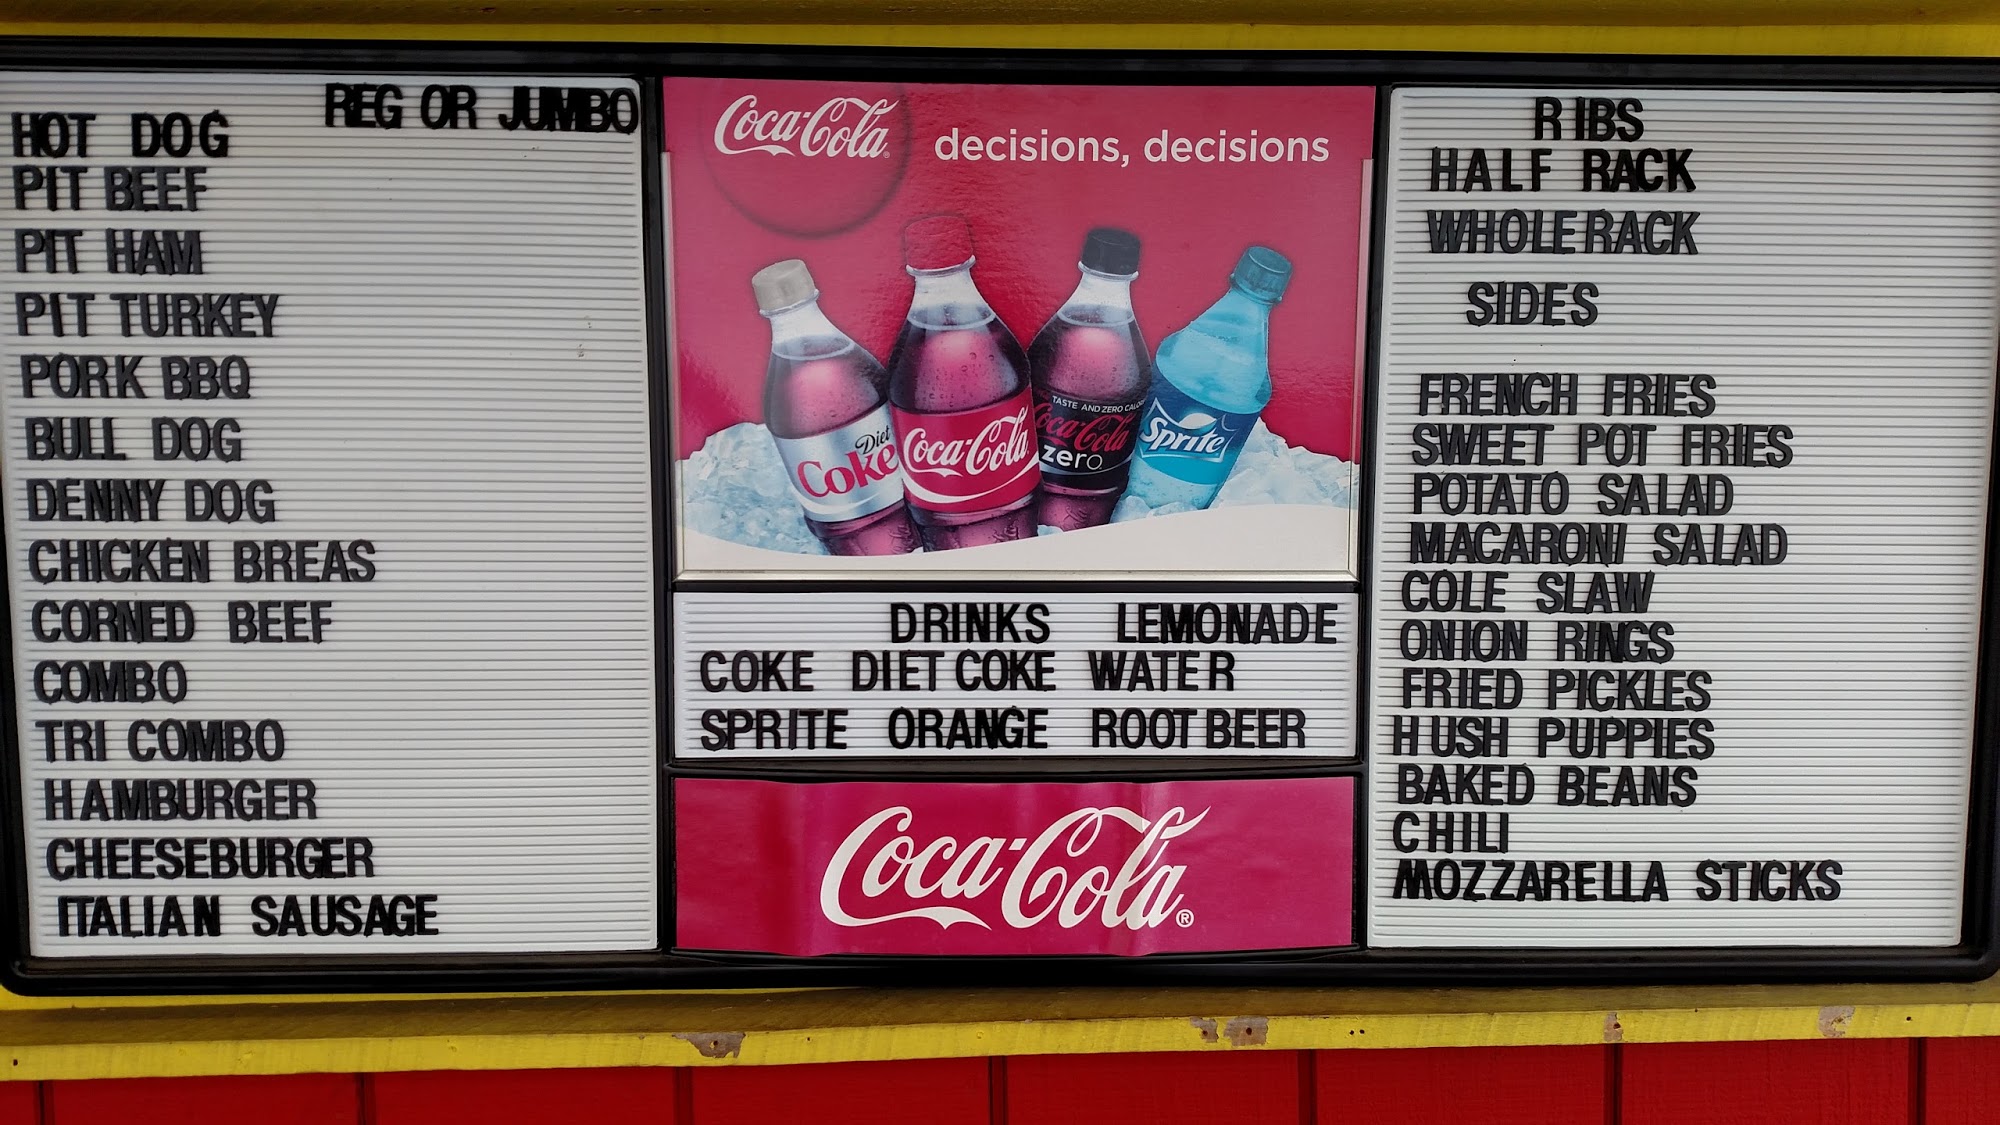 REG OR JUMBO
HOT DOG
PIT BEEF
PIT HAM
PIT TURKEY
PORK BBQ
BULL DOG
DENNY DOG
CHICKEN BREAS
CORNED BEEF
COMBO
TRI COMBO
HAMBURGER
CHEESEBURGER
ITALIAN SAUSAGE
Coca-Cola
decisions, decisions
Diet
Coke
Coca-Cola
TASTE AND ZERO
Coca-Cola
zero
Sprite
DRINKS LEMONADE
COKE DIET COKE WATER
SPRITE ORANGE ROOT BEER
Coca-Cola®
RIBS
HALF RACK
WHOLE RACK
SIDES
FRENCH FRIES
SWEET POT FRIES
POTATO SALAD
MACARONI SALAD
COLE SLAW
ONION RINGS
FRIED PICKLES
HUSH PUPPIES
BAKED BEANS
CHILI
MOZZARELLA STICKS